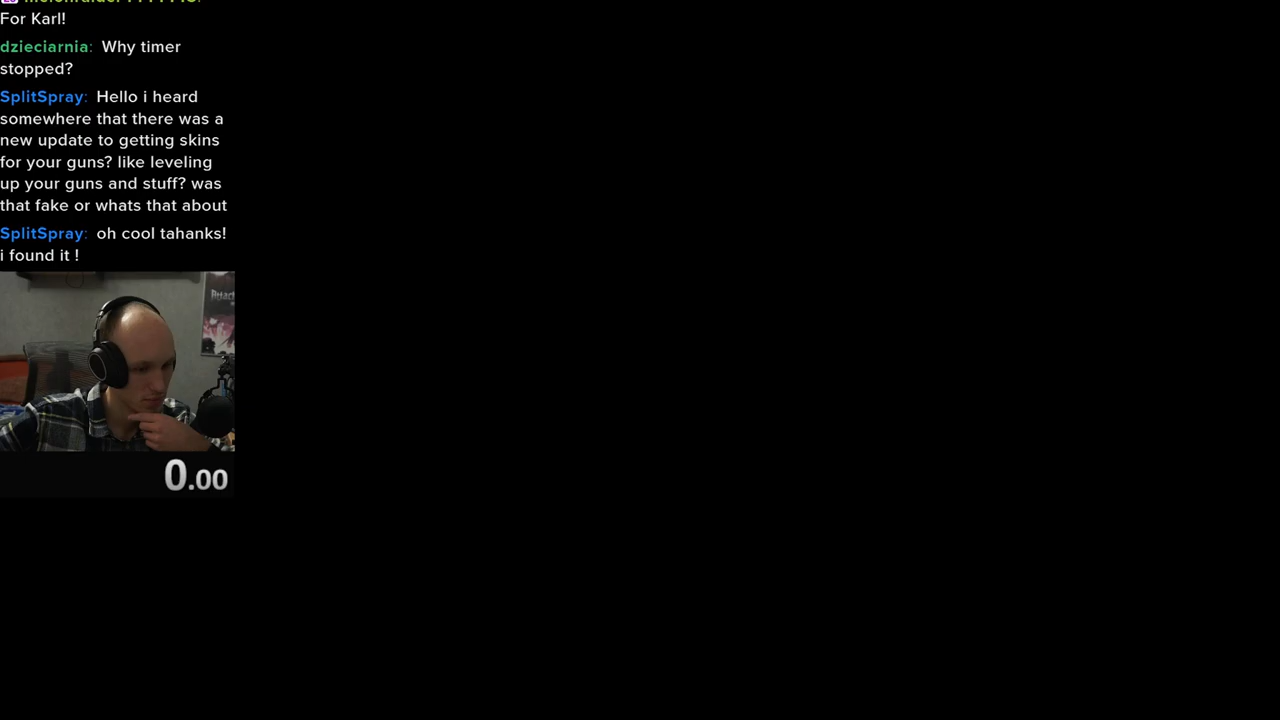 For Karl!
dzieciarnia: Why timer
stopped?
SplitSpray: Hello i heard
somewhere that there was a
new update to getting skins
for your guns? like leveling
up your guns and stuff? was
that fake or whats that about
SplitSpray: oh cool tahanks!
i found it !
0.00